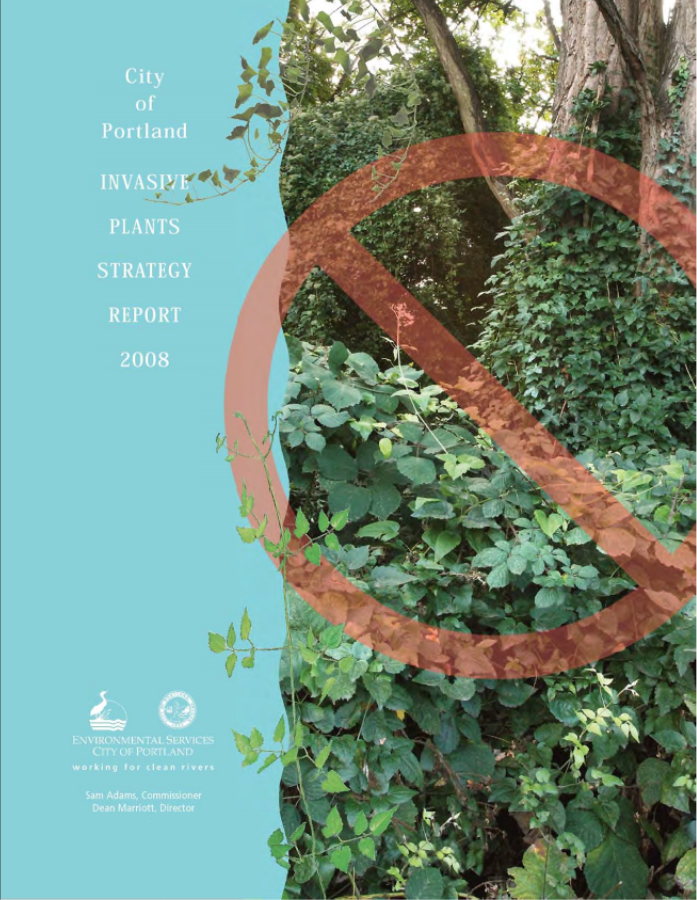 City
of
Portland
INVASIVE
PLANTS
STRATEGY
REPORT
2008
ENVIRONMENTAL SERVICES
CITY OF PORTLAND
working for clean rivers
Sam Adams, Commissioner
Dean Marriott, Director